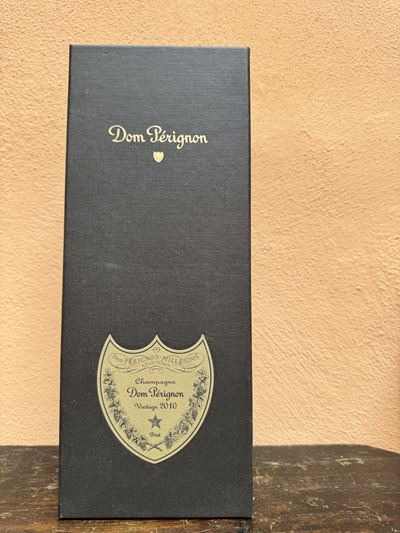 Dom Pérignon
Dom PÉRIGNON-MILLÉSIME
Champagne
Dom Pérignon
Vintage 2010
Brut